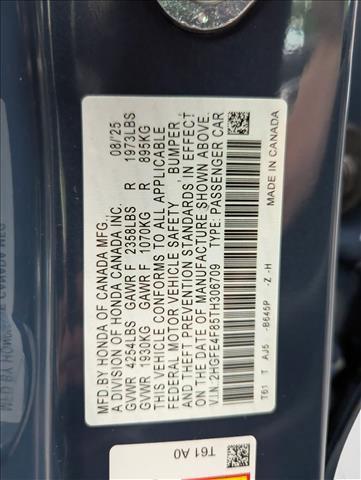 MFD BY HONDA OF CANADA MFG., 08/25
A DIVISION OF HONDA CANADA INC.
GVWR 4254LBS GAWR F 2358LBS R 1973LBS
GVWR 1930KG GAWR F 1070KG R 895KG
THIS VEHICLE CONFORMS TO ALL APPLICABLE
FEDERAL MOTOR VEHICLE SAFETY, BUMPER,
AND THEFT PREVENTION STANDARDS IN EFFECT
ON THE DATE OF MANUFACTURE SHOWN ABOVE.
V.I.N: 2HGFE4F85TH306709 TYPE: PASSENGER CAR
T61 T AJ5 -B645P -Z -H MADE IN CANADA
T61 A0